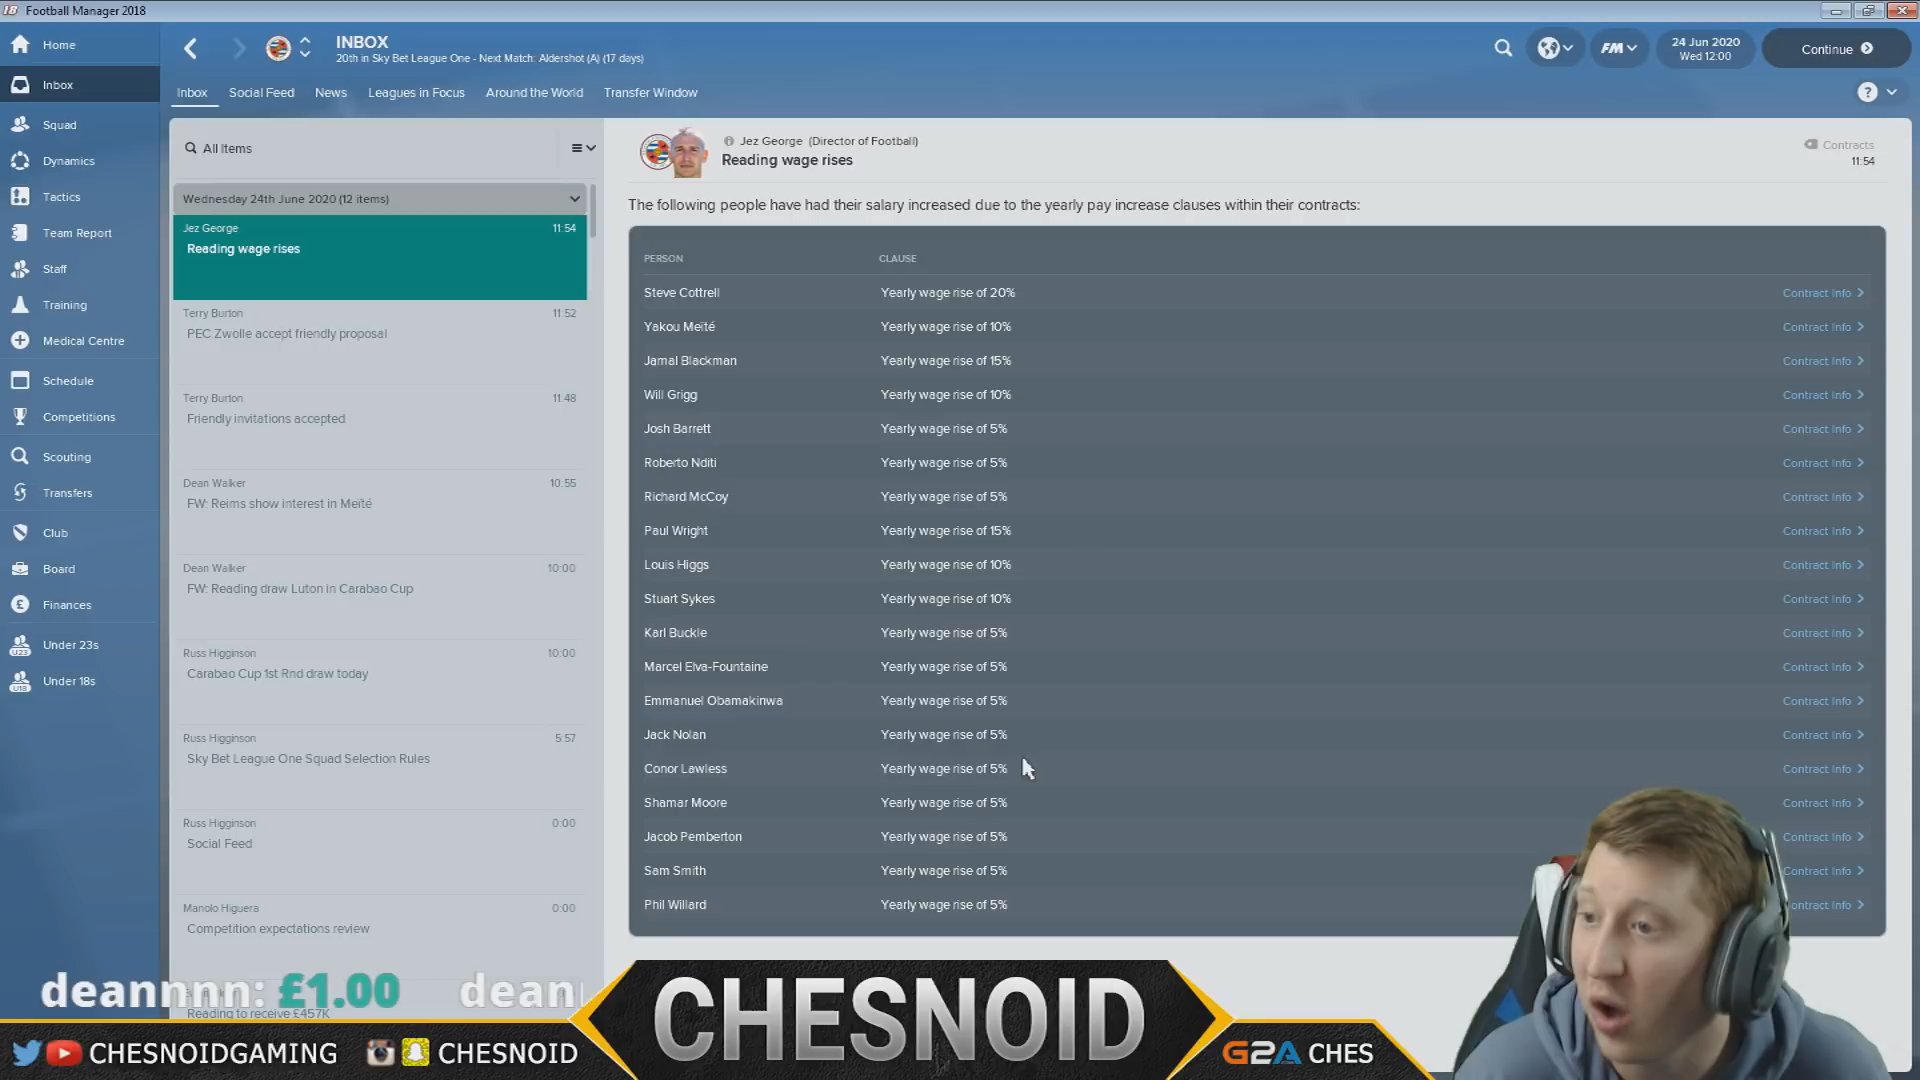 18 Football Manager 2018
Home
Inbox
Squad
Dynamics
Tactics
Team Report
Staff
Training
Medical Centre
Schedule
Competitions
Scouting
Transfers
Club
Board
Finances
U23 Under 23s
U18 Under 18s
INBOX
20th in Sky Bet League One - Next Match: Aldershot (A) (17 days)
FM
24 Jun 2020
Wed 12:00
Continue
Inbox Social Feed News Leagues in Focus Around the World Transfer Window
?
All Items
Wednesday 24th June 2020 (12 items)
Jez George 11:54
Reading wage rises
Terry Burton 11:52
PEC Zwolle accept friendly proposal
Terry Burton 11:48
Friendly invitations accepted
Dean Walker 10:55
FW: Reims show interest in Meïté
Dean Walker 10:00
FW: Reading draw Luton in Carabao Cup
Russ Higginson 10:00
Carabao Cup 1st Rnd draw today
Russ Higginson 5:57
Sky Bet League One Squad Selection Rules
Russ Higginson 0:00
Social Feed
Manolo Higuera 0:00
Competition expectations review
Reading to receive £457K
Jez George (Director of Football)
Reading wage rises
Contracts
11:54
The following people have had their salary increased due to the yearly pay increase clauses within their contracts:
PERSON CLAUSE
Steve Cottrell Yearly wage rise of 20% Contract Info
Yakou Meïté Yearly wage rise of 10% Contract Info
Jamal Blackman Yearly wage rise of 15% Contract Info
Will Grigg Yearly wage rise of 10% Contract Info
Josh Barrett Yearly wage rise of 5% Contract Info
Roberto Nditi Yearly wage rise of 5% Contract Info
Richard McCoy Yearly wage rise of 5% Contract Info
Paul Wright Yearly wage rise of 15% Contract Info
Louis Higgs Yearly wage rise of 10% Contract Info
Stuart Sykes Yearly wage rise of 10% Contract Info
Karl Buckle Yearly wage rise of 5% Contract Info
Marcel Elva-Fountaine Yearly wage rise of 5% Contract Info
Emmanuel Obamakinwa Yearly wage rise of 5% Contract Info
Jack Nolan Yearly wage rise of 5% Contract Info
Conor Lawless Yearly wage rise of 5% Contract Info
Shamar Moore Yearly wage rise of 5% Contract Info
Jacob Pemberton Yearly wage rise of 5% Contract Info
Sam Smith Yearly wage rise of 5% Contract Info
Phil Willard Yearly wage rise of 5% ontract Info
deannnn: £1.00 dean
CHESNOID
CHESNOIDGAMING CHESNOID
G2A CHES